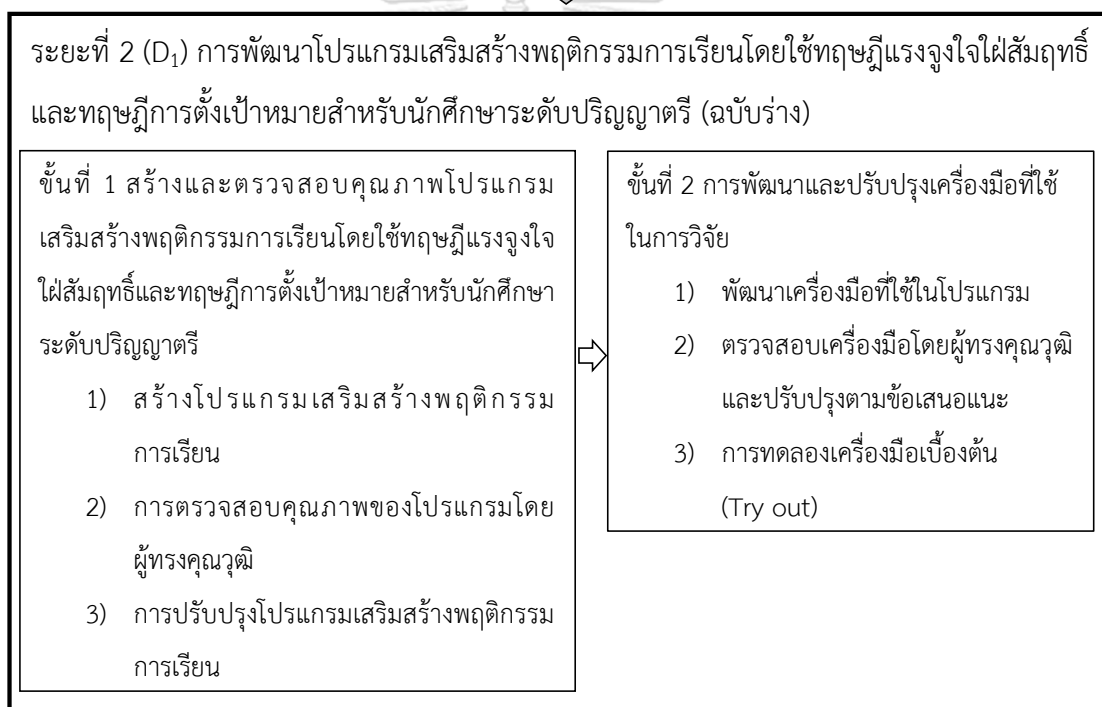 ระยะที่ 2 (D₁) การพัฒนาโปรแกรมเสริมสร้างพฤติกรรมการเรียนโดยใช้ทฤษฎีแรงจูงใจใฝ่สัมฤทธิ์
และทฤษฎีการตั้งเป้าหมายสำหรับนักศึกษาระดับปริญญาตรี (ฉบับร่าง)
ขั้นที่ 1 สร้างและตรวจสอบคุณภาพโปรแกรม
เสริมสร้างพฤติกรรมการเรียนโดยใช้ทฤษฎีแรงจูงใจ
ใฝ่สัมฤทธิ์และทฤษฎีการตั้งเป้าหมายสำหรับนักศึกษา
ระดับปริญญาตรี
1) สร้างโปรแกรมเสริมสร้างพฤติกรรม
การเรียน
2) การตรวจสอบคุณภาพของโปรแกรมโดย
ผู้ทรงคุณวุฒิ
3) การปรับปรุงโปรแกรมเสริมสร้างพฤติกรรม
การเรียน
ขั้นที่ 2 การพัฒนาและปรับปรุงเครื่องมือที่ใช้
ในการวิจัย
1) พัฒนาเครื่องมือที่ใช้ในโปรแกรม
2) ตรวจสอบเครื่องมือโดยผู้ทรงคุณวุฒิ
และปรับปรุงตามข้อเสนอแนะ
3) การทดลองเครื่องมือเบื้องต้น
(Try out)